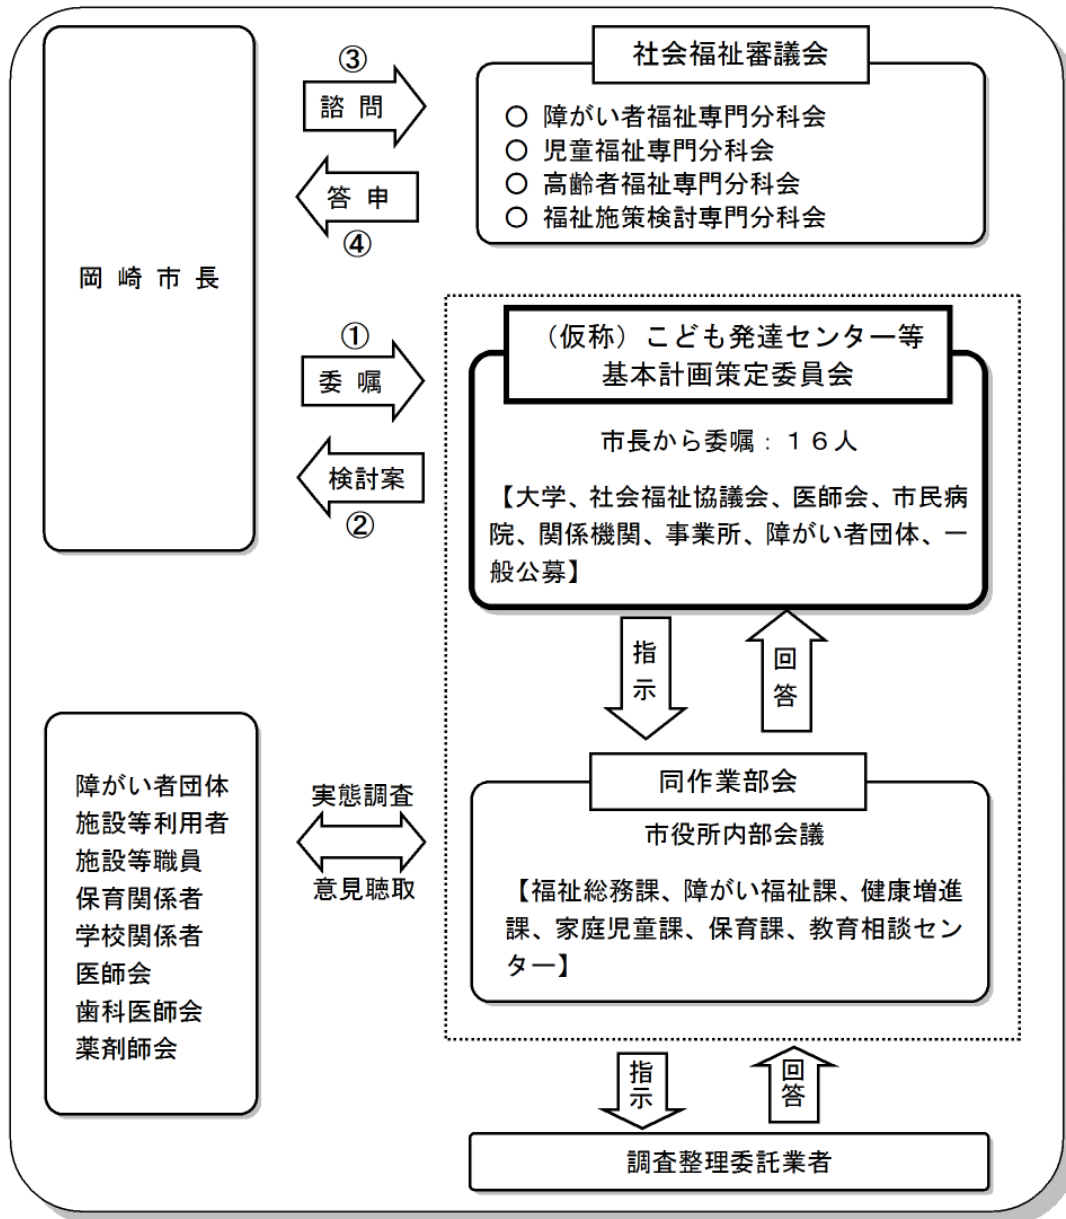 社会福祉審議会
③
諮問
○ 障がい者福祉専門分科会
○ 児童福祉専門分科会
○ 高齢者福祉専門分科会
○ 福祉施策検討専門分科会
答申
④
岡崎市長
①
委嘱
(仮称)こども発達センター等
基本計画策定委員会
市長から委嘱:16人
検討案
②
【大学、社会福祉協議会、医師会、市民病
院、関係機関、事業所、障がい者団体、一
般公募】
指示
回答
障がい者団体
施設等利用者
施設等職員
保育関係者
学校関係者
医師会
歯科医師会
薬剤師会
実態調査
意見聴取
同作業部会
市役所内部会議
【福祉総務課、障がい福祉課、健康増進
課、家庭児童課、保育課、教育相談セン
ター】
指示
回答
調査整理委託業者